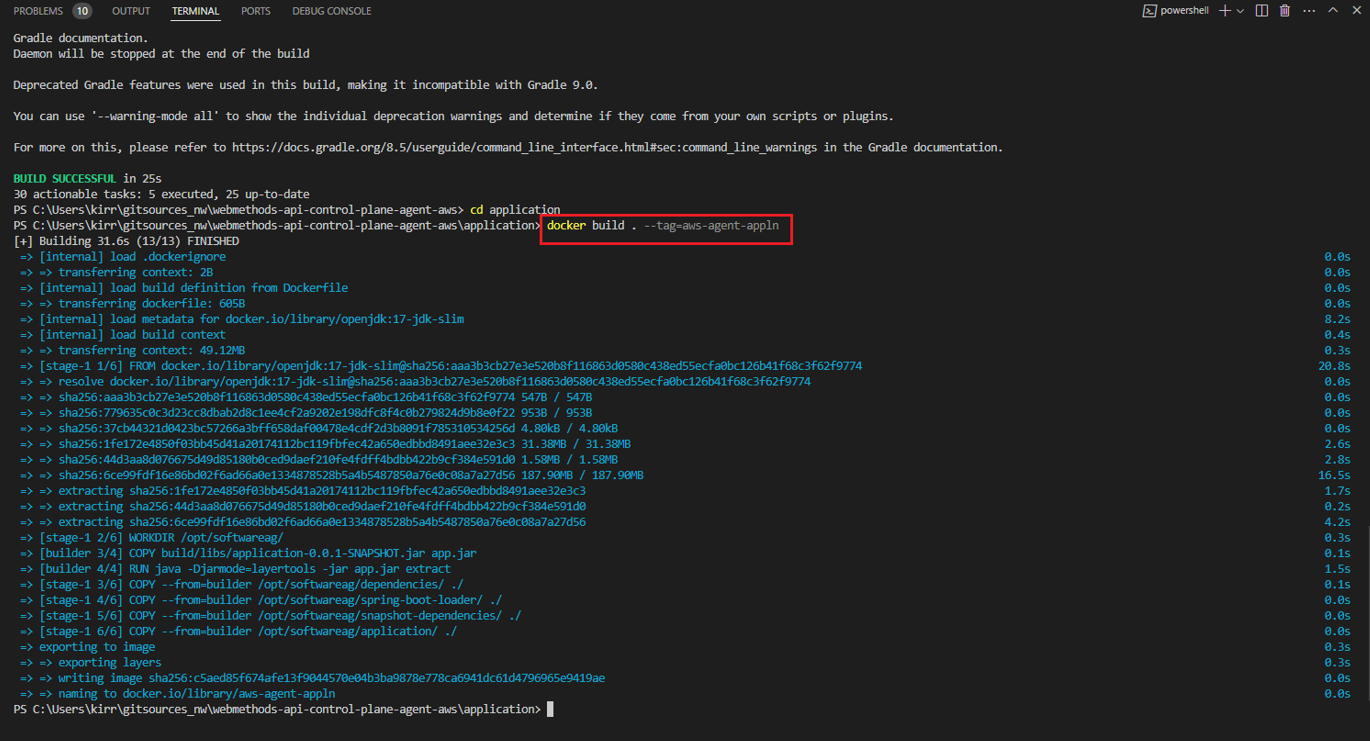 PROBLEMS 10 OUTPUT TERMINAL PORTS DEBUG CONSOLE powershell
Gradle documentation.
Daemon will be stopped at the end of the build
Deprecated Gradle features were used in this build, making it incompatible with Gradle 9.0.
You can use '--warning-mode all' to show the individual deprecation warnings and determine if they come from your own scripts or plugins.
For more on this, please refer to https://docs.gradle.org/8.5/userguide/command_line_interface.html#sec:command_line_warnings in the Gradle documentation.
BUILD SUCCESSFUL in 25s
30 actionable tasks: 5 executed, 25 up-to-date
PS C:\Users\kirr\gitsources_nw\webmethods-api-control-plane-agent-aws> cd application
PS C:\Users\kirr\gitsources_nw\webmethods-api-control-plane-agent-aws\application> docker build . --tag=aws-agent-appln
[+] Building 31.6s (13/13) FINISHED
=> [internal] load .dockerignore 0.0s
=> => transferring context: 2B 0.0s
=> [internal] load build definition from Dockerfile 0.0s
=> => transferring dockerfile: 605B 0.0s
=> [internal] load metadata for docker.io/library/openjdk:17-jdk-slim 8.2s
=> [internal] load build context 0.4s
=> => transferring context: 49.12MB 0.3s
=> [stage-1 1/6] FROM docker.io/library/openjdk:17-jdk-slim@sha256:aaa3b3cb27e3e520b8f116863d0580c438ed55ecfa0bc126b41f68c3f62f9774 20.8s
=> => resolve docker.io/library/openjdk:17-jdk-slim@sha256:aaa3b3cb27e3e520b8f116863d0580c438ed55ecfa0bc126b41f68c3f62f9774 0.0s
=> => sha256:aaa3b3cb27e3e520b8f116863d0580c438ed55ecfa0bc126b41f68c3f62f9774 547B / 547B 0.0s
=> => sha256:779635c0c3d23cc8dbab2d8c1ee4cf2a9202e198dfc8f4c0b279824d9b8e0f22 953B / 953B 0.0s
=> => sha256:37cb44321d0423bc57266a3bff658daf00478e4cdf2d3b8091f785310534256d 4.80kB / 4.80kB 0.0s
=> => sha256:1fe172e4850f03bb45d41a20174112bc119fbfec42a650edbbd8491aee32e3c3 31.38MB / 31.38MB 2.6s
=> => sha256:44d3aa8d076675d49d85180b0ced9daef210fe4fdff4bdbb422b9cf384e591d0 1.58MB / 1.58MB 2.8s
=> => sha256:6ce99fdf16e86bd02f6ad66a0e1334878528b5a4b5487850a76e0c08a7a27d56 187.90MB / 187.90MB 16.5s
=> => extracting sha256:1fe172e4850f03bb45d41a20174112bc119fbfec42a650edbbd8491aee32e3c3 1.7s
=> => extracting sha256:44d3aa8d076675d49d85180b0ced9daef210fe4fdff4bdbb422b9cf384e591d0 0.2s
=> => extracting sha256:6ce99fdf16e86bd02f6ad66a0e1334878528b5a4b5487850a76e0c08a7a27d56 4.2s
=> [stage-1 2/6] WORKDIR /opt/softwareag/ 0.3s
=> [builder 3/4] COPY build/libs/application-0.0.1-SNAPSHOT.jar app.jar 0.1s
=> [builder 4/4] RUN java -Djarmode=layertools -jar app.jar extract 1.5s
=> [stage-1 3/6] COPY --from=builder /opt/softwareag/dependencies/ ./ 0.1s
=> [stage-1 4/6] COPY --from=builder /opt/softwareag/spring-boot-loader/ ./ 0.0s
=> [stage-1 5/6] COPY --from=builder /opt/softwareag/snapshot-dependencies/ ./ 0.0s
=> [stage-1 6/6] COPY --from=builder /opt/softwareag/application/ ./ 0.0s
=> exporting to image 0.3s
=> => exporting layers 0.3s
=> => writing image sha256:c5aed85f674afe13f9044570e04b3ba9878e778ca6941dc61d4796965e9419ae 0.0s
=> => naming to docker.io/library/aws-agent-appln 0.0s
PS C:\Users\kirr\gitsources_nw\webmethods-api-control-plane-agent-aws\application>